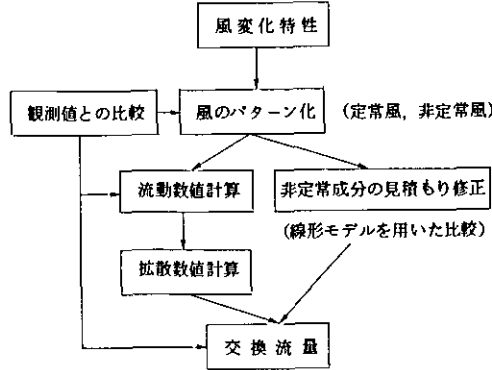 風変化特性
観測値との比較
風のパターン化
(定常風,非定常風)
流動数値計算
非定常成分の見積もり修正
(線形モデルを用いた比較)
拡散数値計算
交換流量